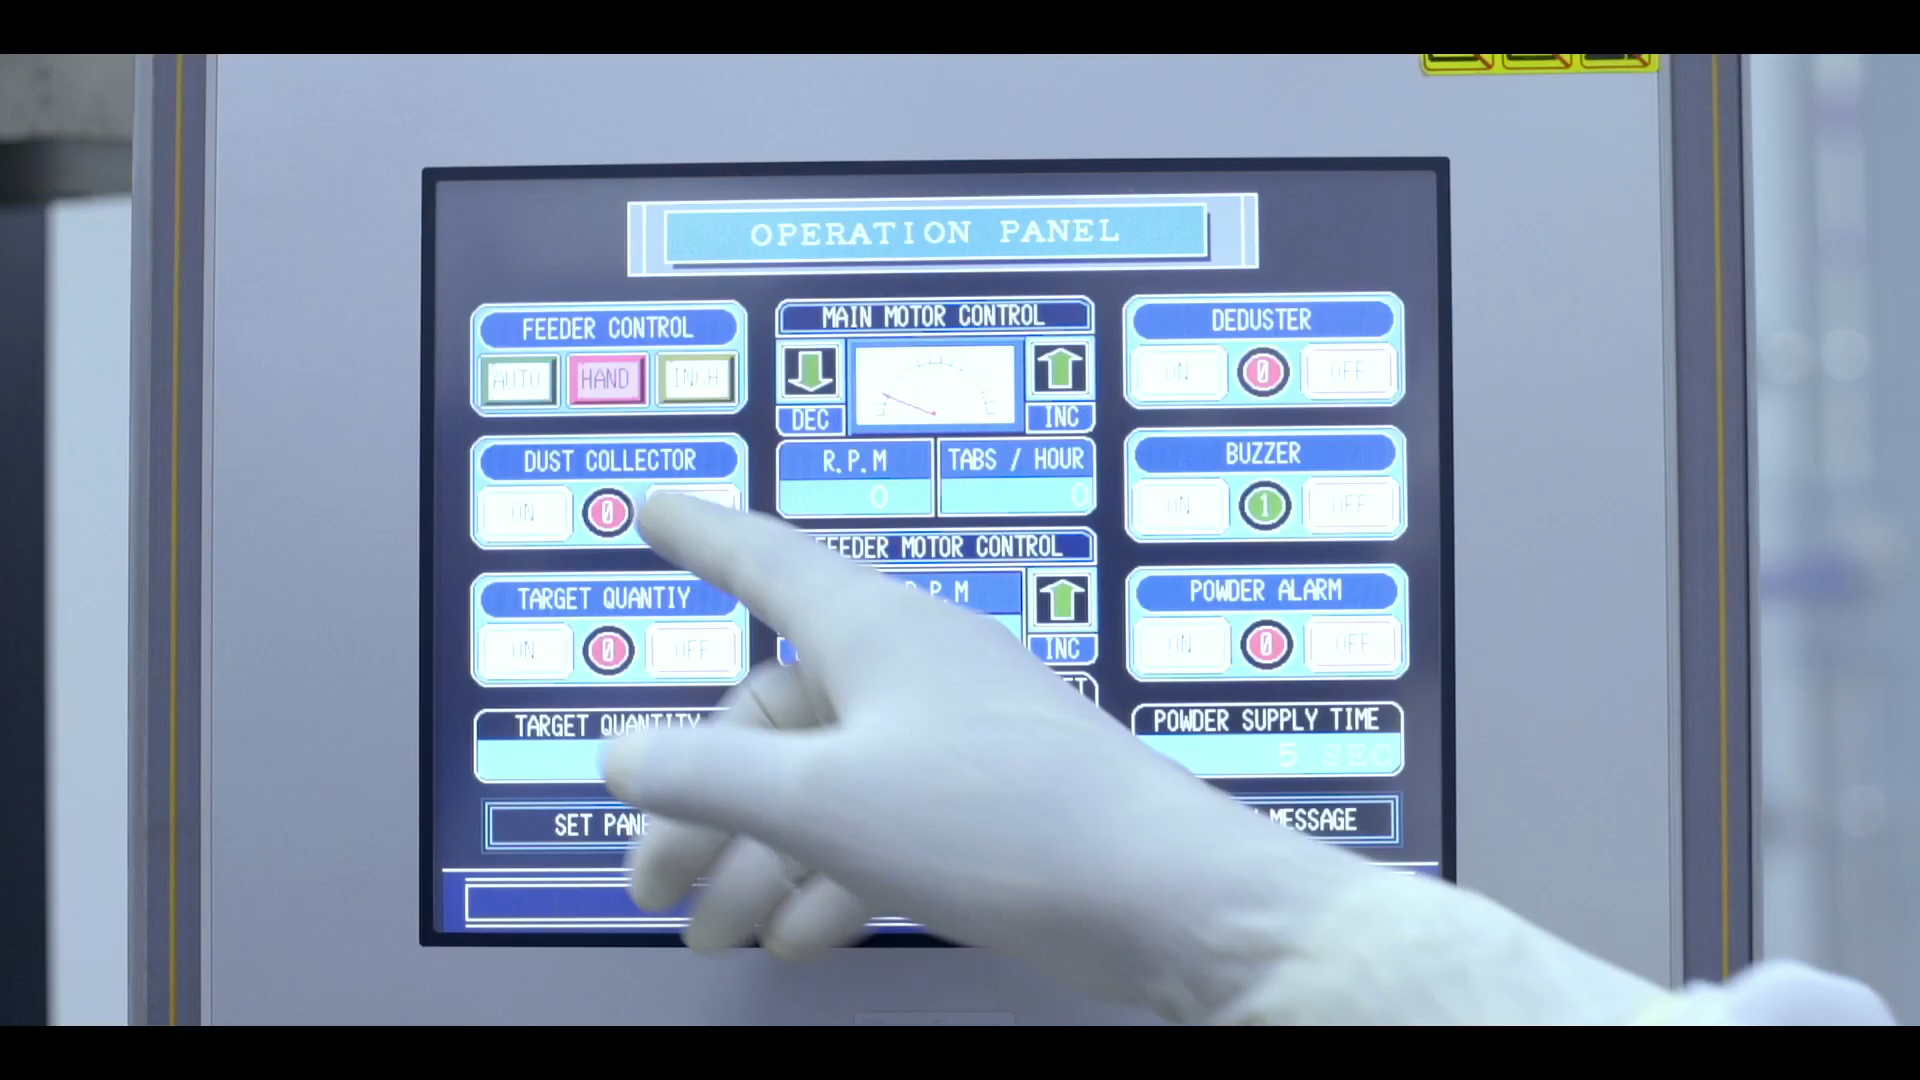 OPERATION PANEL
FEEDER CONTROL
AUTO HAND INCH
MAIN MOTOR CONTROL
DEC INC
R.P.M TABS / HOUR
0 0
DEDUSTER
ON 0 OFF
DUST COLLECTOR
ON 0
BUZZER
ON 1 OFF
FEEDER MOTOR CONTROL
R.P.M
INC
TARGET QUANTIY
ON 0 OFF
POWDER ALARM
ON 0 OFF
TARGET QUANTITY
POWDER SUPPLY TIME
5 SEC
SET
MESSAGE